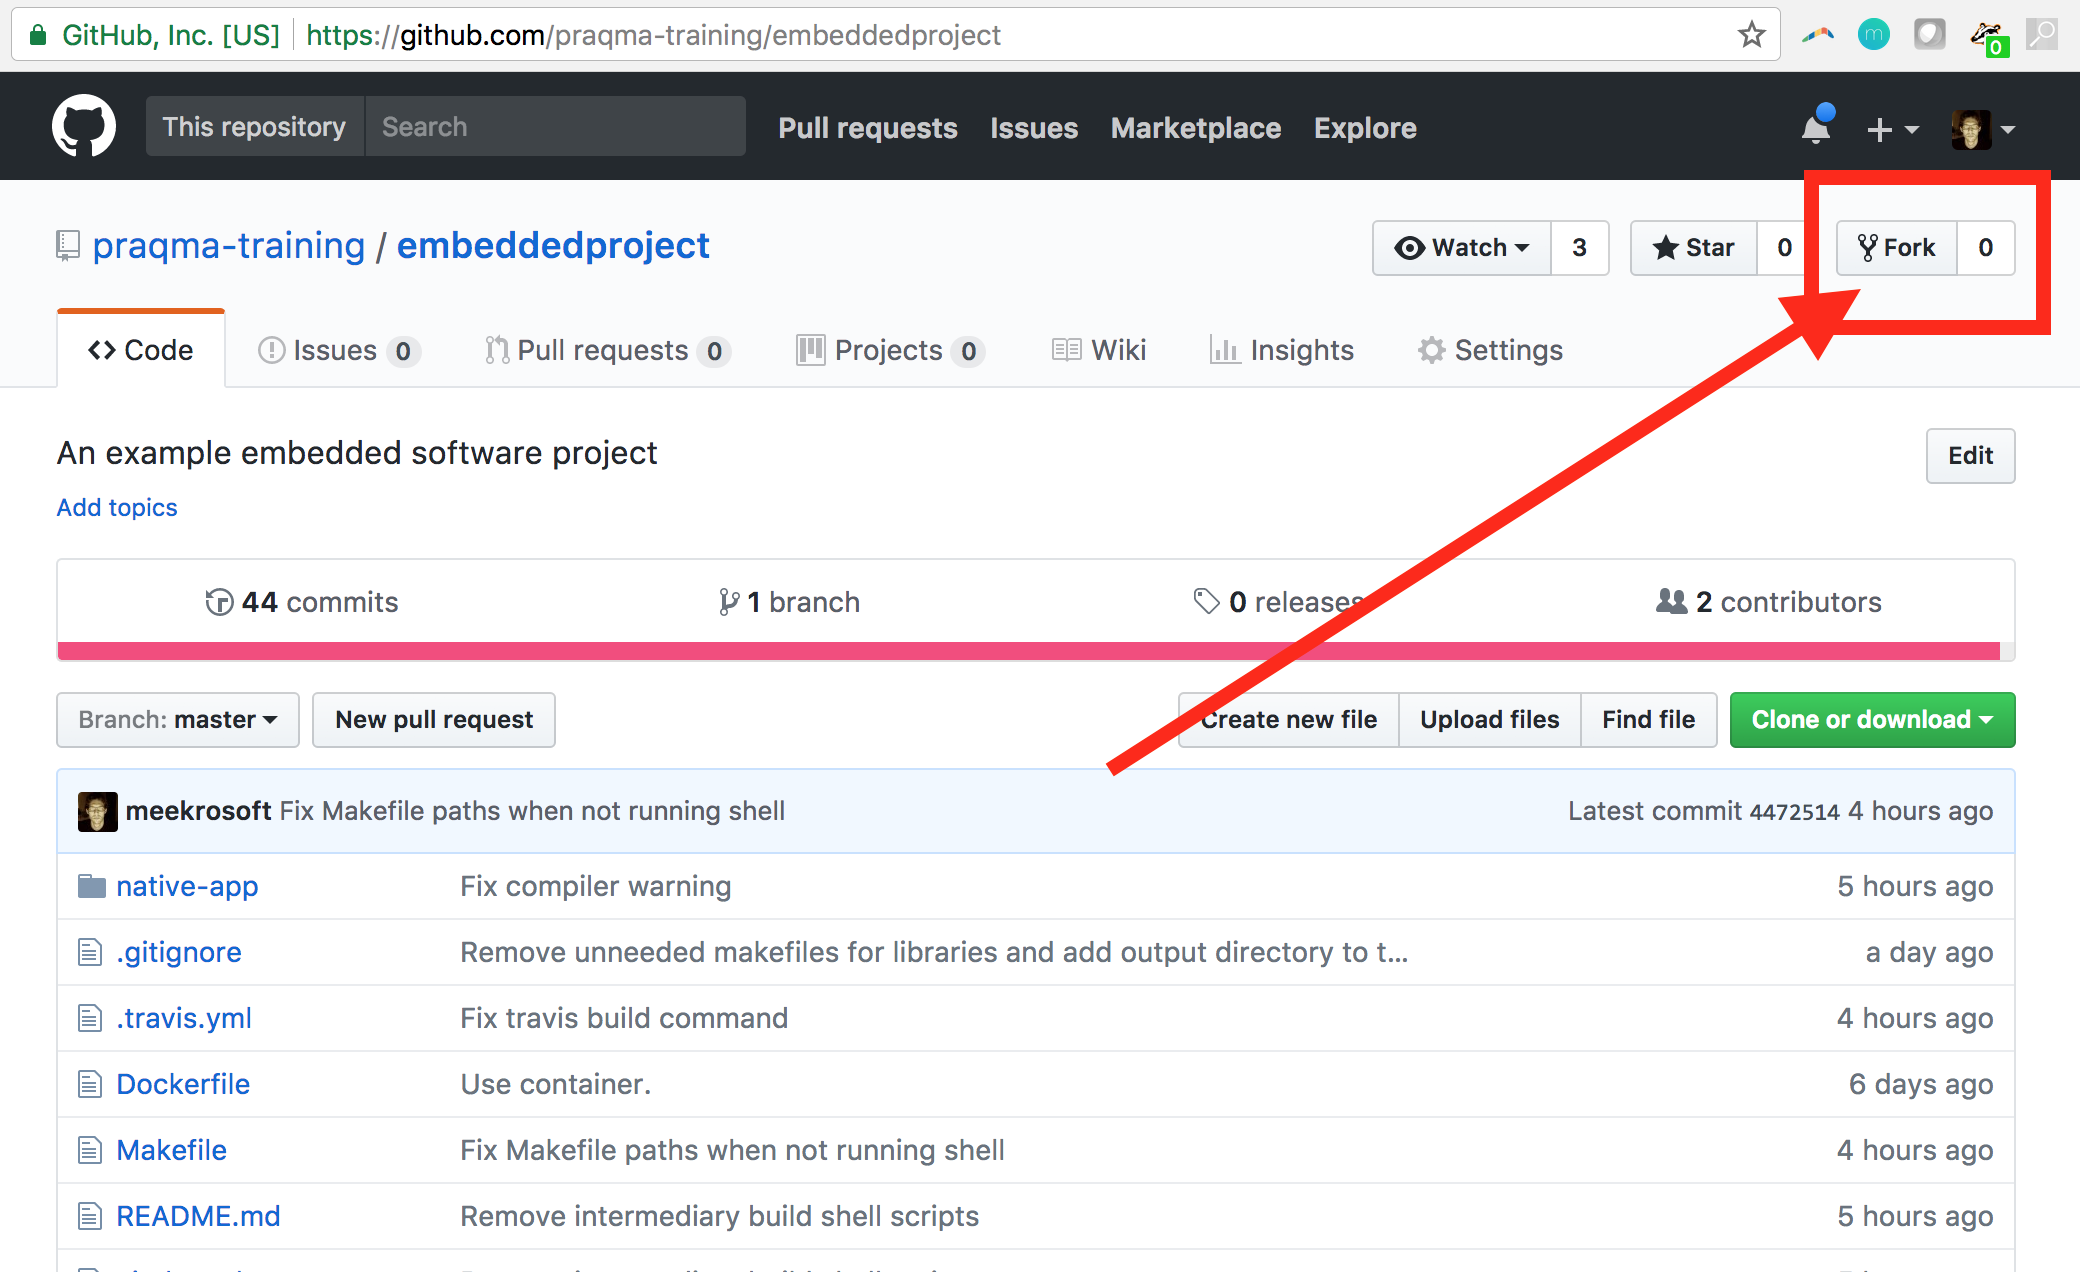 GitHub, Inc. [US] https://github.com/praqma-training/embeddedproject
m 0
This repository Search Pull requests Issues Marketplace Explore
praqma-training / embeddedproject Watch 3 Star 0 Fork 0
Code Issues 0 Pull requests 0 Projects 0 Wiki Insights Settings
An example embedded software project Edit
Add topics
44 commits 1 branch 0 releases 2 contributors
Branch: master New pull request Create new file Upload files Find file Clone or download
meekrosoft Fix Makefile paths when not running shell Latest commit 4472514 4 hours ago
native-app Fix compiler warning 5 hours ago
.gitignore Remove unneeded makefiles for libraries and add output directory to t... a day ago
.travis.yml Fix travis build command 4 hours ago
Dockerfile Use container. 6 days ago
Makefile Fix Makefile paths when not running shell 4 hours ago
README.md Remove intermediary build shell scripts 5 hours ago